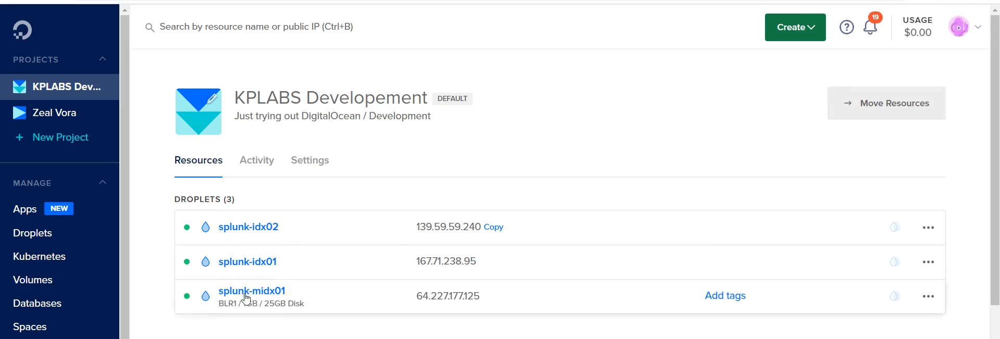 Search by resource name or public IP (Ctrl+B)
Create
?
19
USAGE
$0.00
PROJECTS
KPLABS Dev...
Zeal Vora
+ New Project
MANAGE
Apps NEW
Droplets
Kubernetes
Volumes
Databases
Spaces
KPLABS Developement DEFAULT
Just trying out DigitalOcean / Development
→ Move Resources
Resources Activity Settings
DROPLETS (3)
splunk-idx02 139.59.59.240 Copy
splunk-idx01 167.71.238.95
splunk-midx01 64.227.177.125 Add tags
BLR1 / GB / 25GB Disk